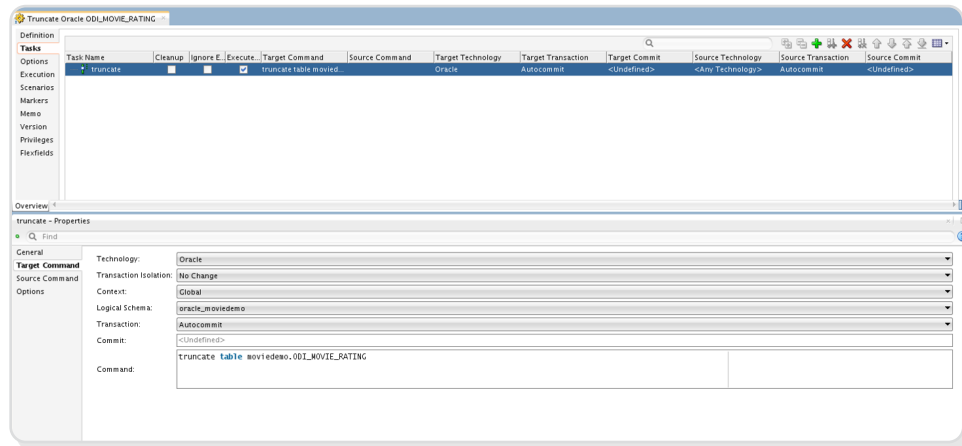 Truncate Oracle ODI_MOVIE_RATING
Definition
Tasks
Options
Execution
Scenarios
Markers
Memo
Version
Privileges
Flexfields
Task Name Cleanup Ignore E... Execute... Target Command Source Command Target Technology Target Transaction Target Commit Source Technology Source Transaction Source Commit
truncate truncate table movied... Oracle Autocommit <Undefined> <Any Technology> Autocommit <Undefined>
Overview
truncate - Properties
Find
General
Target Command
Source Command
Options
Technology: Oracle
Transaction Isolation: No Change
Context: Global
Logical Schema: oracle_moviedemo
Transaction: Autocommit
Commit: <Undefined>
Command: truncate table moviedemo.ODI_MOVIE_RATING